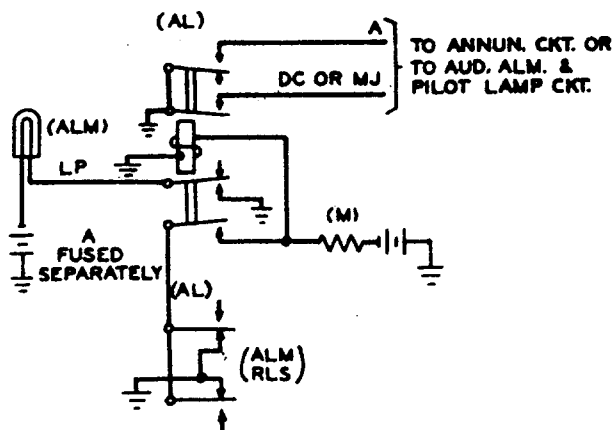 (AL)
A
TO ANNUN. CKT. OR
TO AUD. ALM. &
PILOT LAMP CKT.
DC OR MJ
(ALM)
LP
(M)
A
FUSED
SEPARATELY
(AL)
(ALM
RLS)